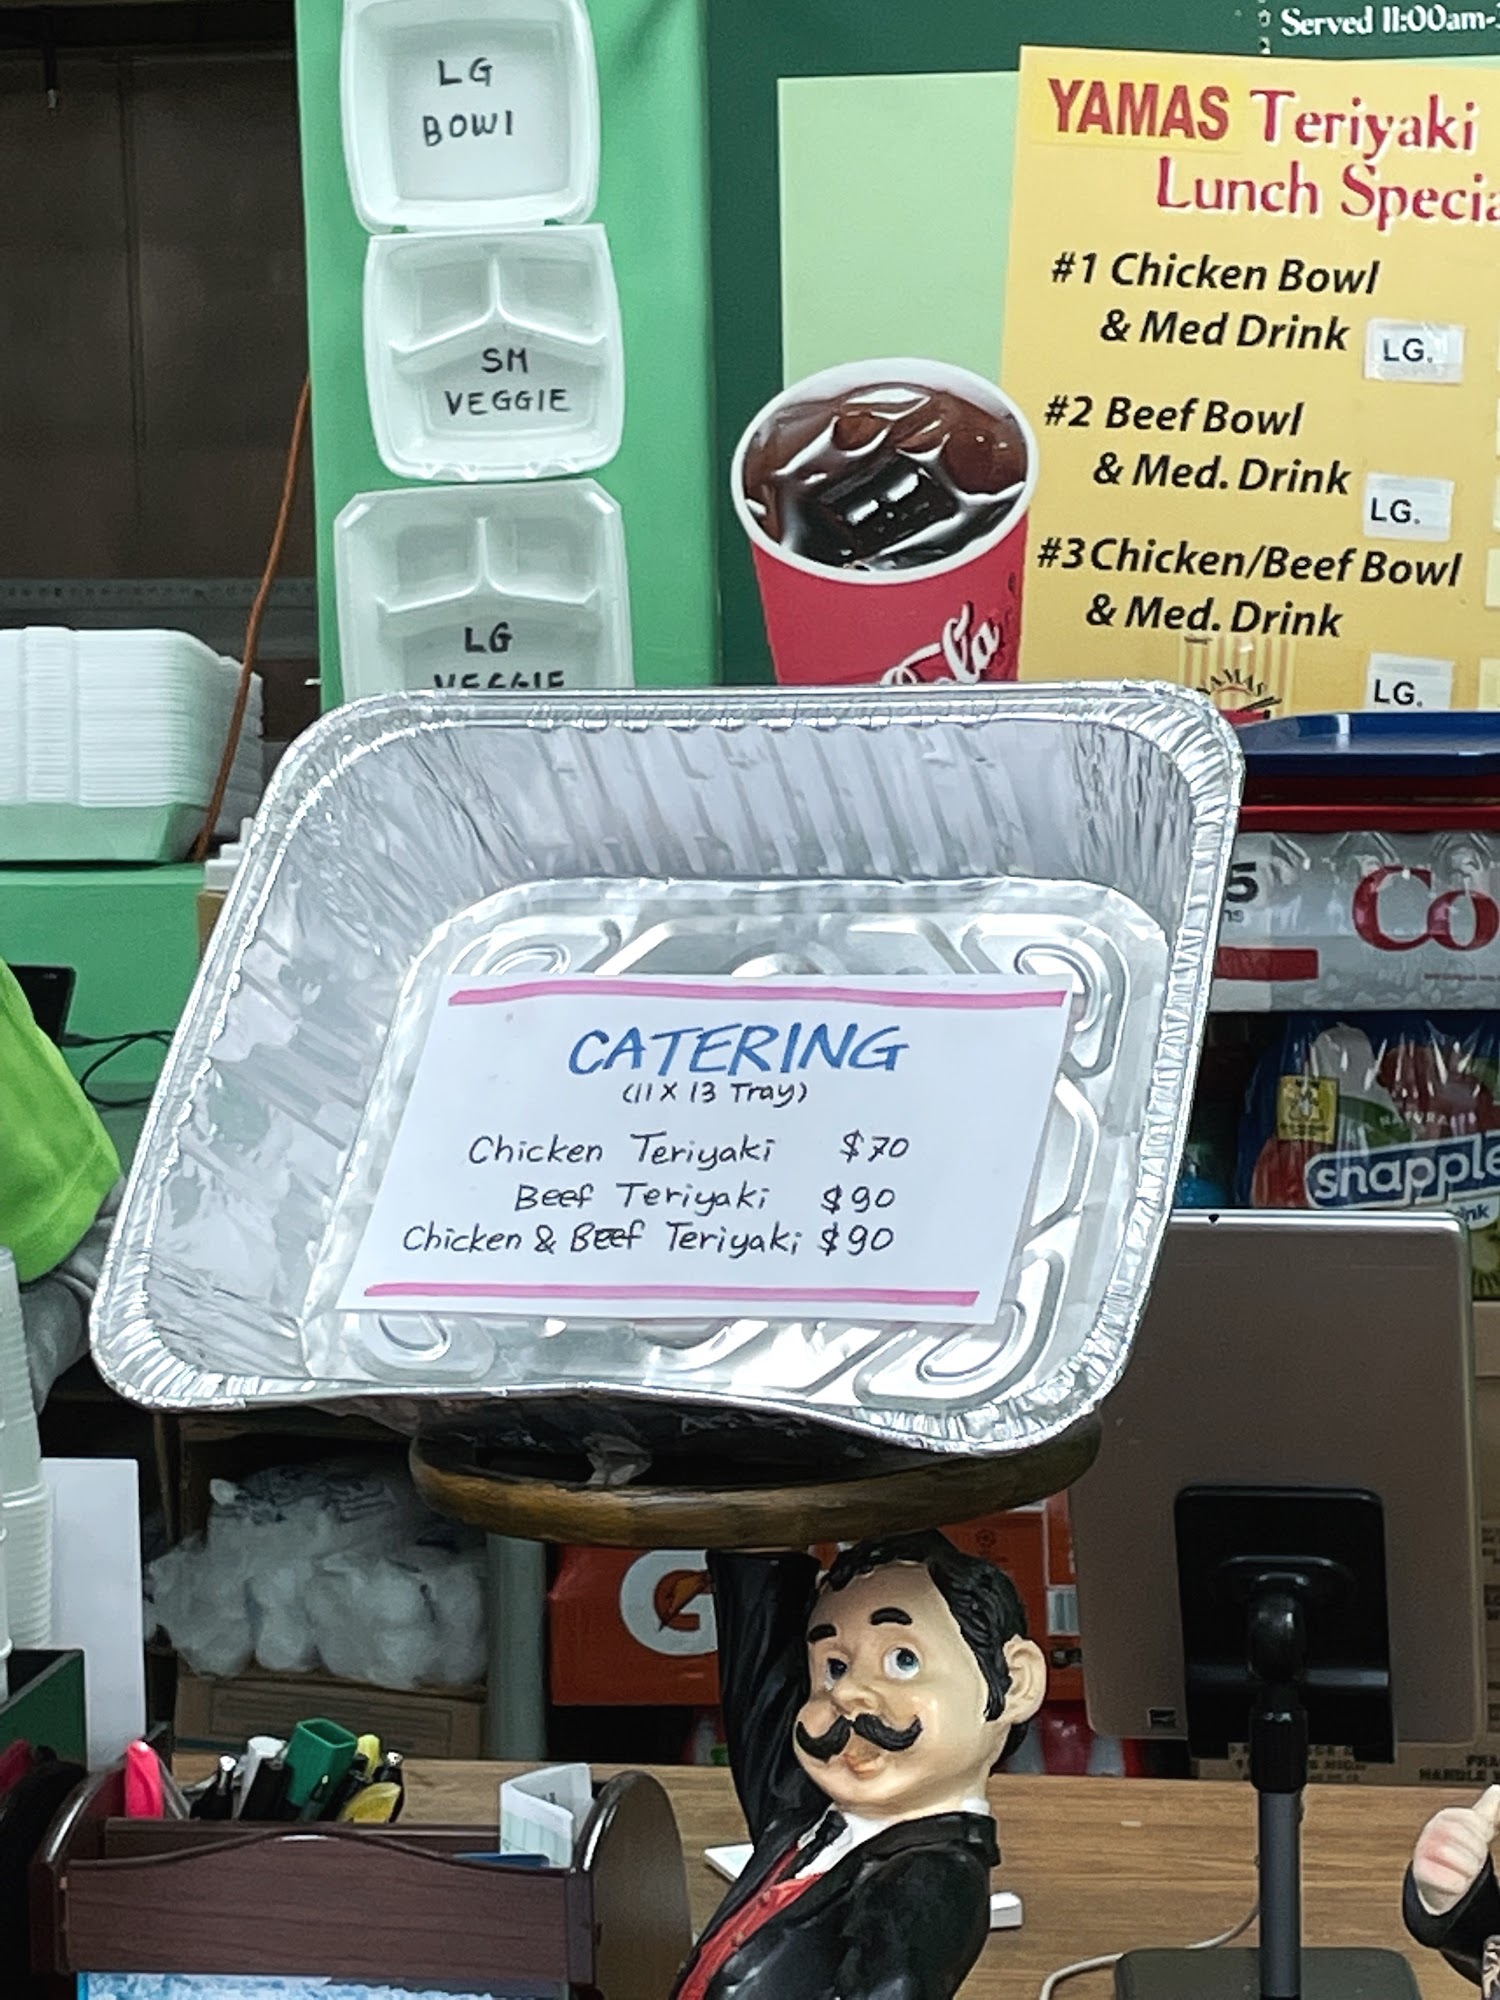 Served 11:00am-
LG
BOWl
SM
VEGGIE
LG
VEGGIE
YAMAS Teriyaki
Lunch
#1 Chicken Bowl
& Med Drink LG.
#2 Beef Bowl
& Med. Drink LG.
#3 Chicken/Beef Bowl
& Med. Drink
YAMAS
LG.
CATERING
(11 X 13 Tray)
Chicken Teriyaki $70
Beef Teriyaki $90
Chicken & Beef Teriyaki $90
snapple
G